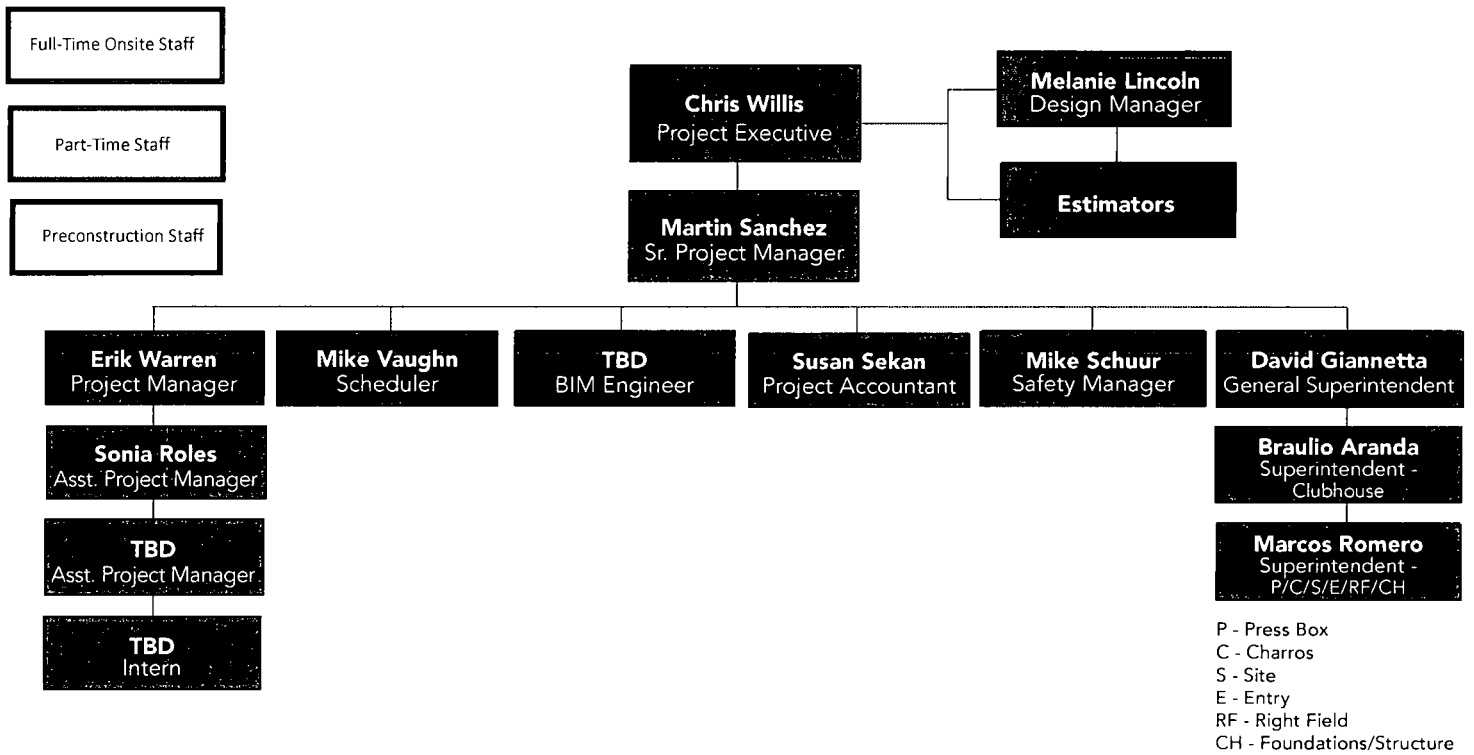 Full-Time Onsite Staff
Part-Time Staff
Preconstruction Staff
Chris Willis
Project Executive
Melanie Lincoln
Design Manager
Estimators
Martin Sanchez
Sr. Project Manager
Erik Warren
Project Manager
Mike Vaughn
Scheduler
TBD
BIM Engineer
Susan Sekan
Project Accountant
Mike Schuur
Safety Manager
David Giannetta
General Superintendent
Sonia Roles
Asst. Project Manager
TBD
Asst. Project Manager
TBD
Intern
Braulio Aranda
Superintendent -
Clubhouse
Marcos Romero
Superintendent -
P/C/S/E/RF/CH
P - Press Box
C - Charros
S - Site
E - Entry
RF - Right Field
CH - Foundations/Structure